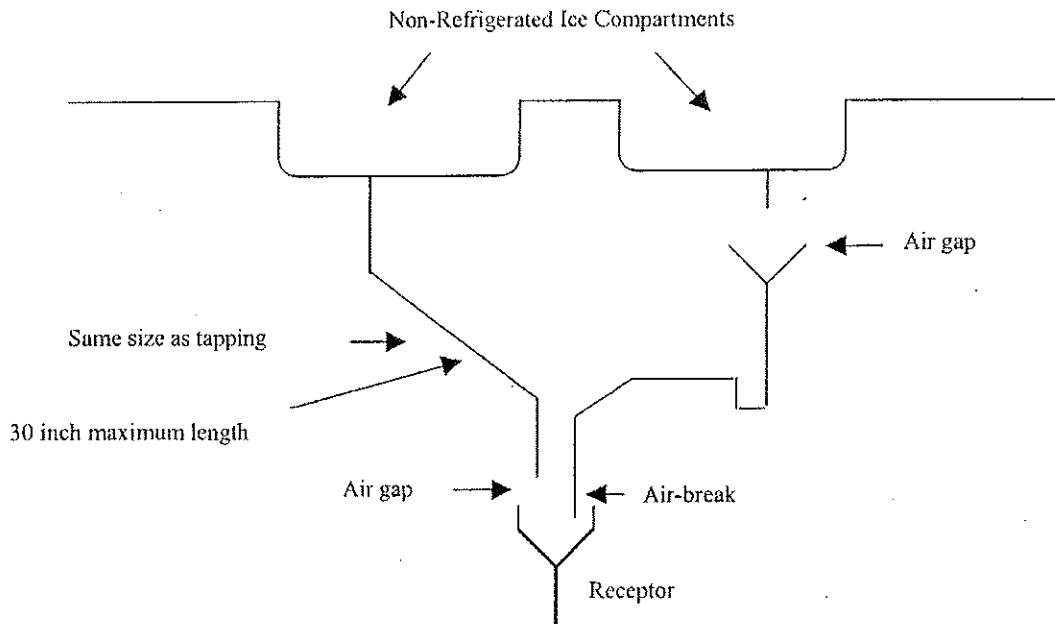 Non-Refrigerated Ice Compartments
Air gap
Same size as tapping
30 inch maximum length
Air gap
Air-break
Receptor